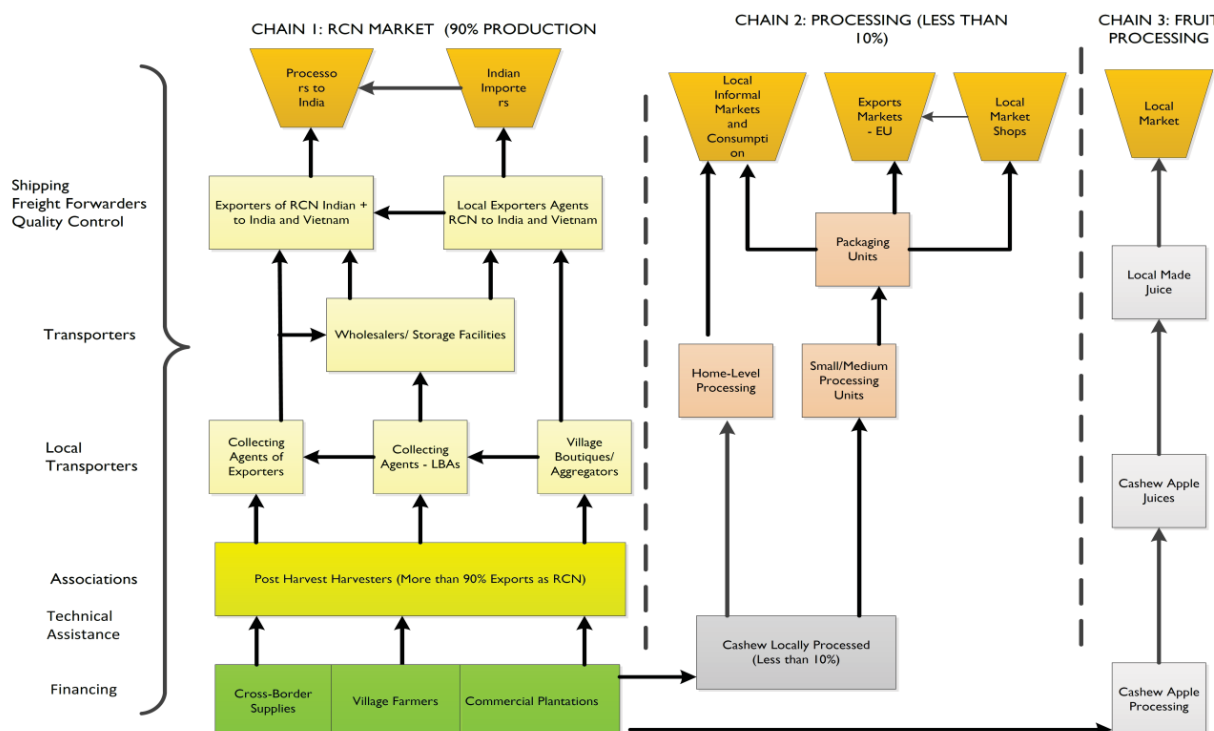 CHAIN 1: RCN MARKET (90% PRODUCTION
CHAIN 2: PROCESSING (LESS THAN
10%)
CHAIN 3: FRUIT
PROCESSING
Processo
rs to
India
Indian
Importe
rs
Local
Informal
Markets
and
Consumpti
on
Exports
Markets
- EU
Local
Market
Shops
Local
Market
Shipping
Freight Forwarders
Quality Control
Exporters of RCN Indian +
to India and Vietnam
Local Exporters Agents
RCN to India and Vietnam
Packaging
Units
Local Made
Juice
Transporters
Wholesalers/ Storage Facilities
Home-Level
Processing
Small/Medium
Processing
Units
Local
Transporters
Collecting
Agents of
Exporters
Collecting
Agents - LBAs
Village
Boutiques/
Aggregators
Cashew Apple
Juices
Associations
Post Harvest Harvesters (More than 90% Exports as RCN)
Technical
Assistance
Cashew Locally Processed
(Less than 10%)
Financing
Cross-Border
Supplies
Village Farmers
Commercial Plantations
Cashew Apple
Processing